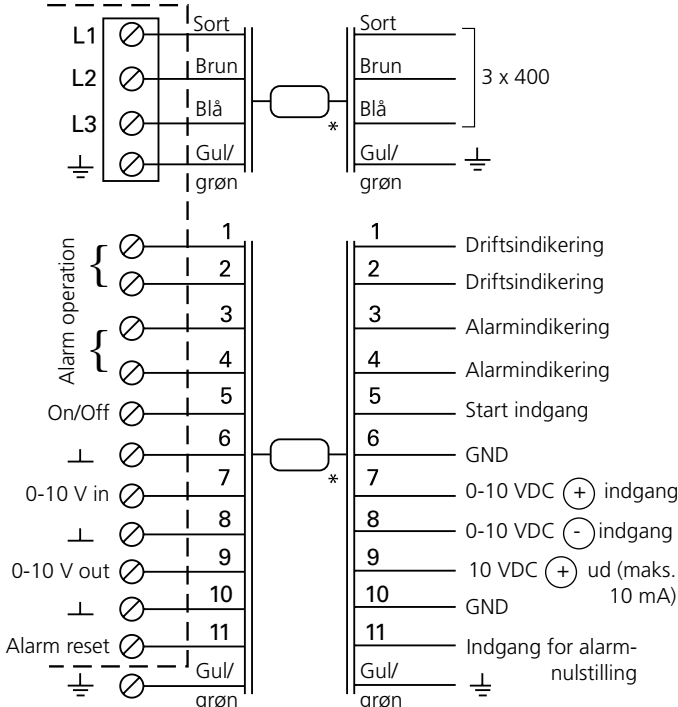 L1 Sort Sort
L2 Brun Brun 3 x 400
L3 Blå Blå
* 
Gul/ Gul/
grøn grøn
Alarm operation
1 1 Driftsindikering
2 2 Driftsindikering
3 3 Alarmindikering
4 4 Alarmindikering
On/Off 5 5 Start indgang
6 6 GND
*
0-10 V in 7 7 0-10 VDC + indgang
8 8 0-10 VDC - indgang
0-10 V out 9 9 10 VDC + ud (maks.
10 mA)
10 10 GND
Alarm reset 11 11 Indgang for alarm-
nulstilling
Gul/ Gul/
grøn grøn